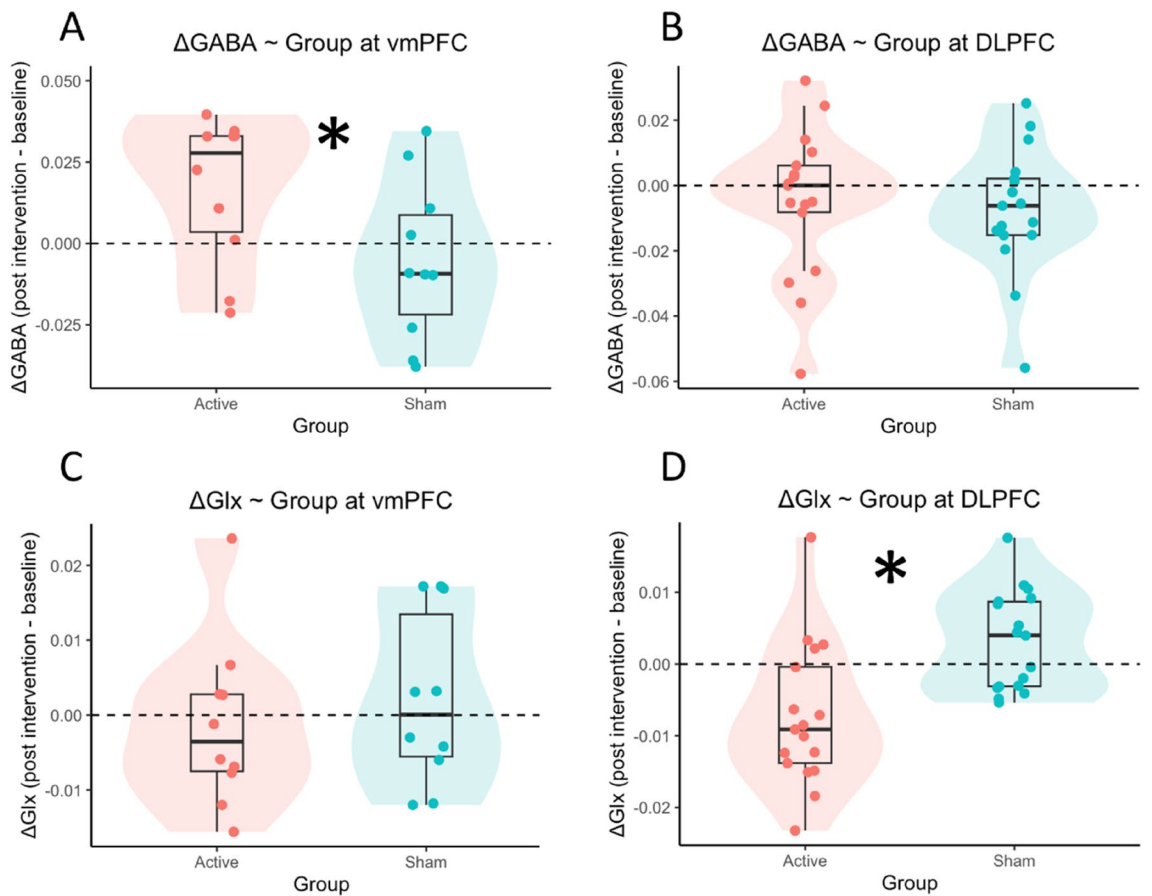 A
ΔGABA ~ Group at vmPFC
ΔGABA (post intervention - baseline)
0.050
0.025
0.000
-0.025
*
Active
Sham
Group
B
ΔGABA ~ Group at DLPFC
ΔGABA (post intervention - baseline)
0.02
0.00
-0.02
-0.04
-0.06
Active
Sham
Group
C
ΔGlx ~ Group at vmPFC
ΔGlx (post intervention - baseline)
0.02
0.01
0.00
-0.01
Active
Sham
Group
D
ΔGlx ~ Group at DLPFC
ΔGlx (post intervention - baseline)
0.01
0.00
-0.01
-0.02
*
Active
Sham
Group